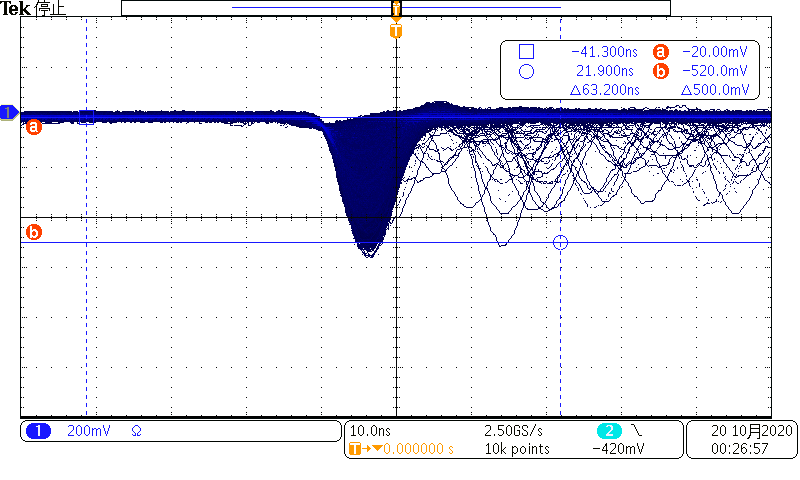 Tek 停止
T
T
-41.300ns a -20.00mV
21.900ns b -520.0mV
Δ63.200ns Δ500.0mV
1
a
b
1 200mV Ω
10.0ns 2.50GS/s 2
T→▼0.000000 s 10k points -420mV
20 10月2020
00:26:57